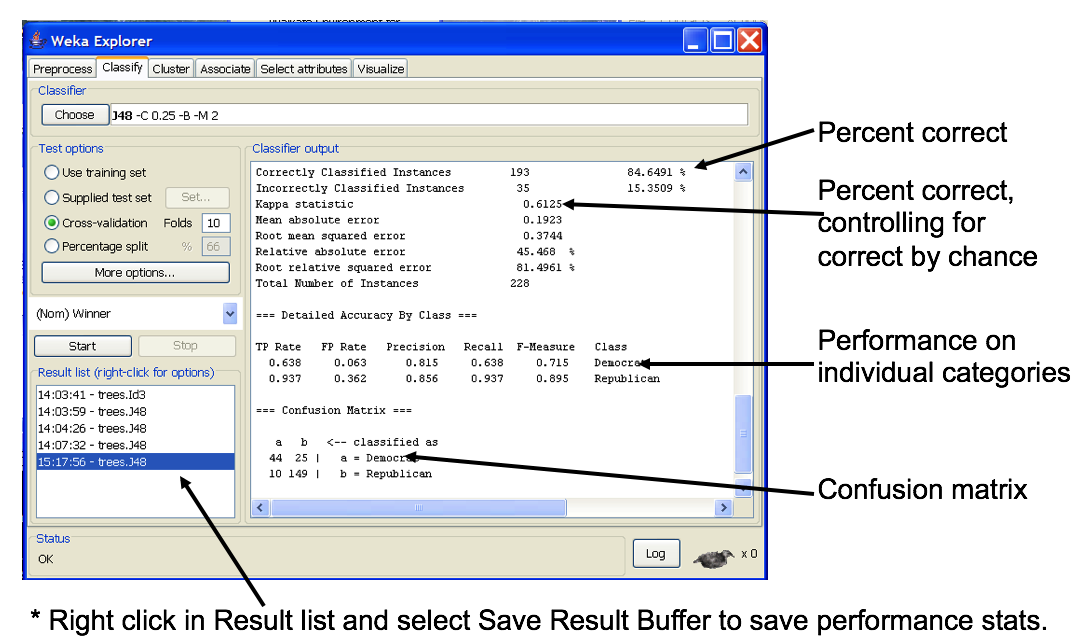 Weka Explorer
Preprocess Classify Cluster Associate Select attributes Visualize
Classifier
Choose J48 -C 0.25 -B -M 2
Test options
Use training set
Supplied test set Set...
Cross-validation Folds 10
Percentage split % 66
More options...
(Nom) Winner
Start Stop
Result list (right-click for options)
14:03:41 - trees.Id3
14:03:59 - trees.J48
14:04:26 - trees.J48
14:07:32 - trees.J48
15:17:56 - trees.J48
Classifier output
Correctly Classified Instances 193 84.6491 %
Incorrectly Classified Instances 35 15.3509 %
Kappa statistic 0.6125
Mean absolute error 0.1923
Root mean squared error 0.3744
Relative absolute error 45.468 %
Root relative squared error 81.4961 %
Total Number of Instances 228
=== Detailed Accuracy By Class ===
TP Rate FP Rate Precision Recall F-Measure Class
0.638 0.063 0.815 0.638 0.715 Democrat
0.937 0.362 0.856 0.937 0.895 Republican
=== Confusion Matrix ===
a b <-- classified as
44 25 | a = Democrat
10 149 | b = Republican
Status
OK
Log x 0
Percent correct
Percent correct,
controlling for
correct by chance
Performance on
individual categories
Confusion matrix
* Right click in Result list and select Save Result Buffer to save performance stats.